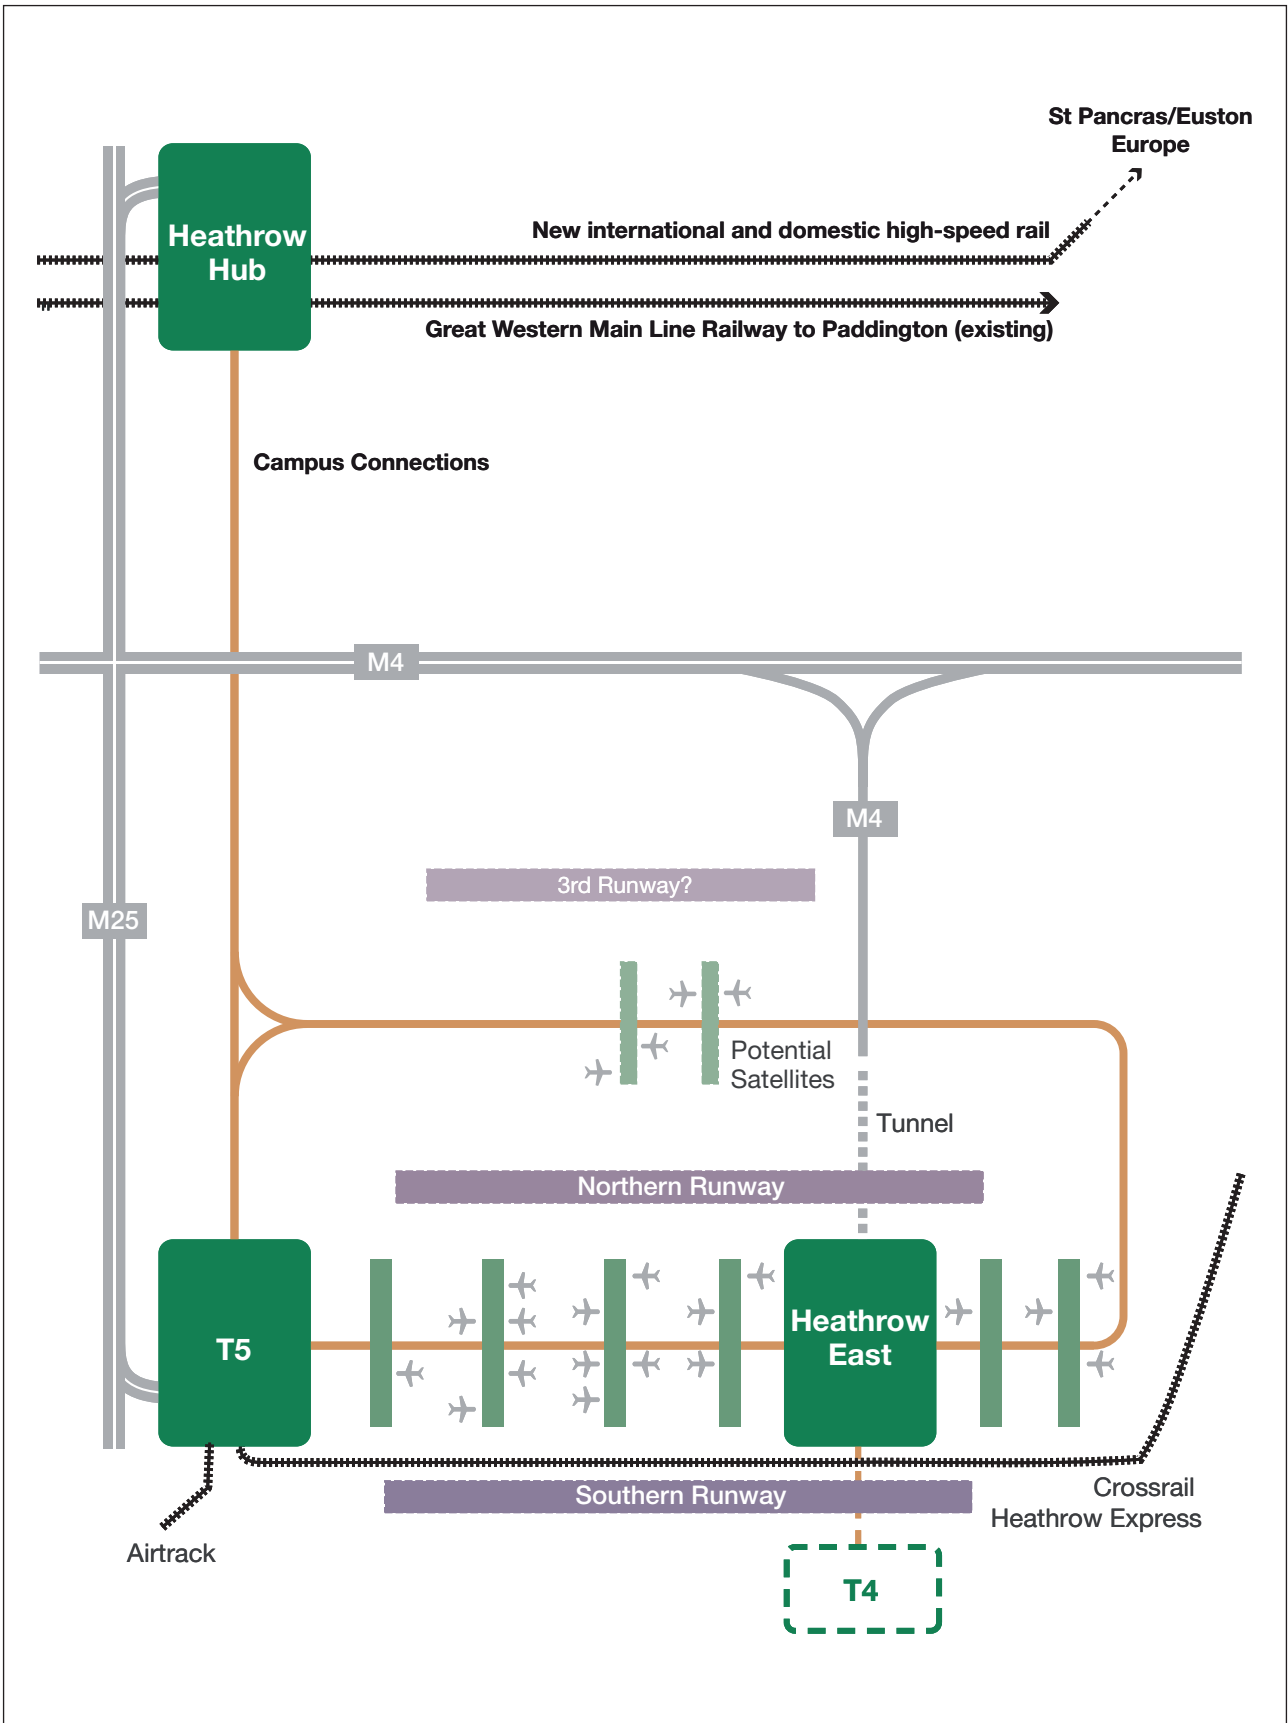 St Pancras/Euston
Europe
Heathrow
Hub
New international and domestic high-speed rail
Great Western Main Line Railway to Paddington (existing)
Campus Connections
M4
M4
3rd Runway?
M25
Potential
Satellites
Tunnel
Northern Runway
T5
Heathrow
East
Southern Runway
Crossrail
Heathrow Express
Airtrack
T4